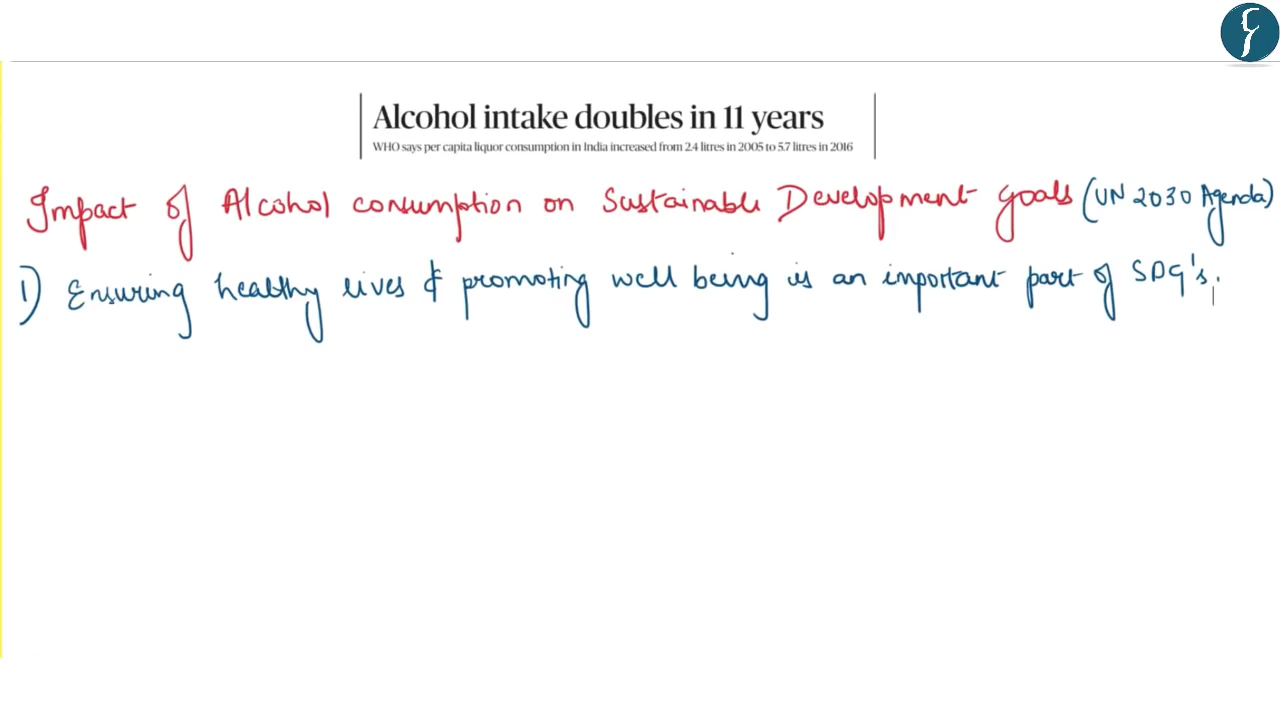 Alcohol intake doubles in 11 years
WHO says per capita liquor consumption in India increased from 2.4 litres in 2005 to 5.7 litres in 2016
Impact of Alcohol consumption on Sustainable Development goals (UN 2030 Agenda)
1) Ensuring healthy lives & promoting well being is an important part of SDG's.